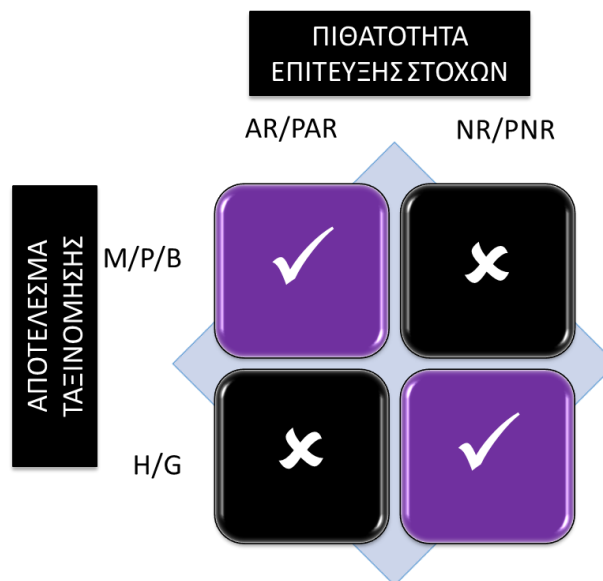 ΠΙΘΑΤΟΤΗΤΑ
ΕΠΙΤΕΥΞΗΣ ΣΤΟΧΩΝ
AR/PAR
NR/PNR
ΑΠΟΤΕΛΕΣΜΑ
ΤΑΞΙΝΟΜΗΣΗΣ
M/P/B
H/G